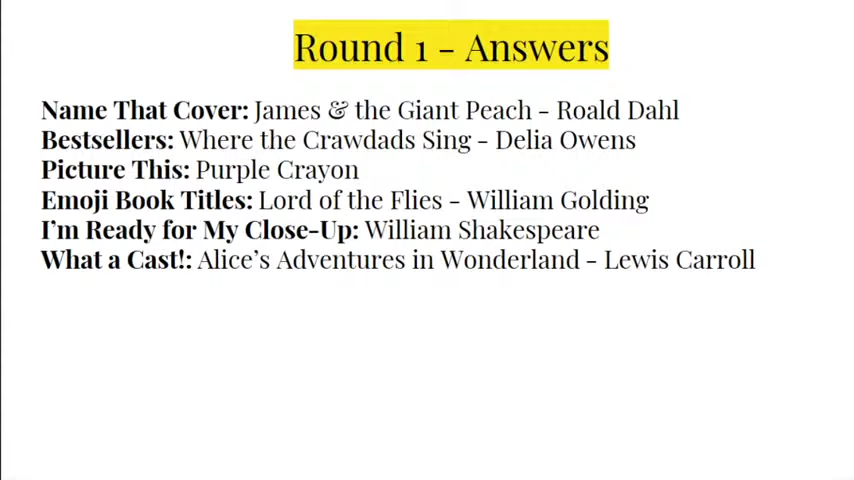 Round 1 - Answers
Name That Cover: James & the Giant Peach - Roald Dahl
Bestsellers: Where the Crawdads Sing - Delia Owens
Picture This: Purple Crayon
Emoji Book Titles: Lord of the Flies - William Golding
I’m Ready for My Close-Up: William Shakespeare
What a Cast!: Alice’s Adventures in Wonderland - Lewis Carroll